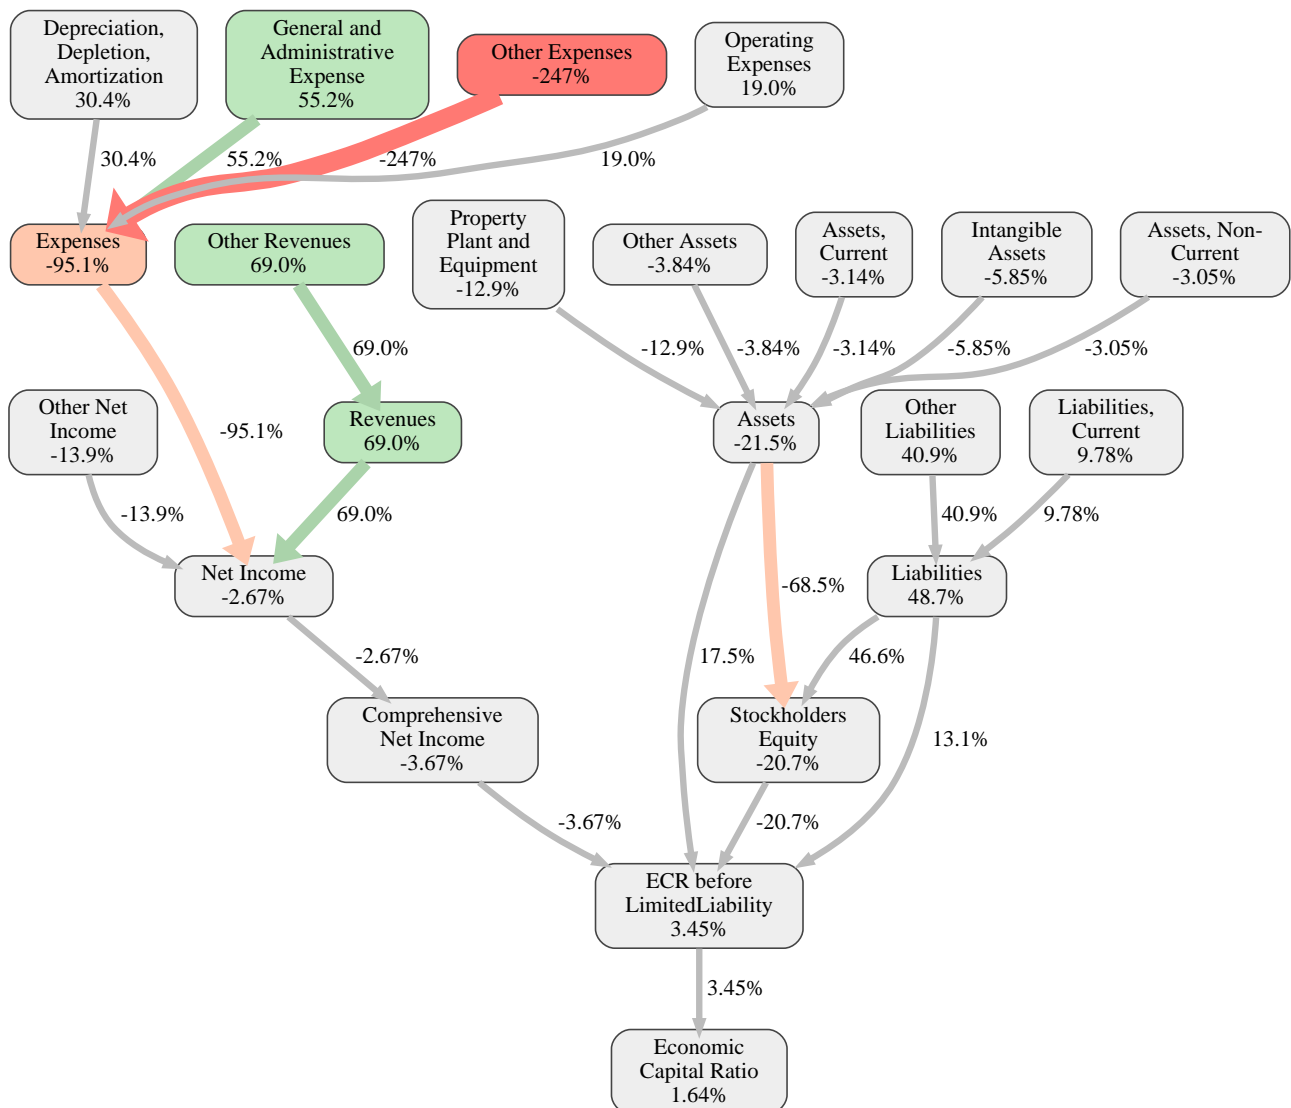 Depreciation,
Depletion,
Amortization
30.4%
General and
Administrative
Expense
55.2%
Other Expenses
-247%
Operating
Expenses
19.0%
30.4%
55.2%
-247%
19.0%
Expenses
-95.1%
Other Revenues
69.0%
Property
Plant and
Equipment
-12.9%
Other Assets
-3.84%
Assets,
Current
-3.14%
Intangible
Assets
-5.85%
Assets, Non-
Current
-3.05%
69.0%
-12.9%
-3.84%
-3.14%
-5.85%
-3.05%
Other Net
Income
-13.9%
-95.1%
Revenues
69.0%
Assets
-21.5%
Other
Liabilities
40.9%
Liabilities,
Current
9.78%
-13.9%
69.0%
40.9%
9.78%
Net Income
-2.67%
-68.5%
Liabilities
48.7%
-2.67%
17.5%
46.6%
Comprehensive
Net Income
-3.67%
Stockholders
Equity
-20.7%
13.1%
-3.67%
-20.7%
ECR before
LimitedLiability
3.45%
3.45%
Economic
Capital Ratio
1.64%